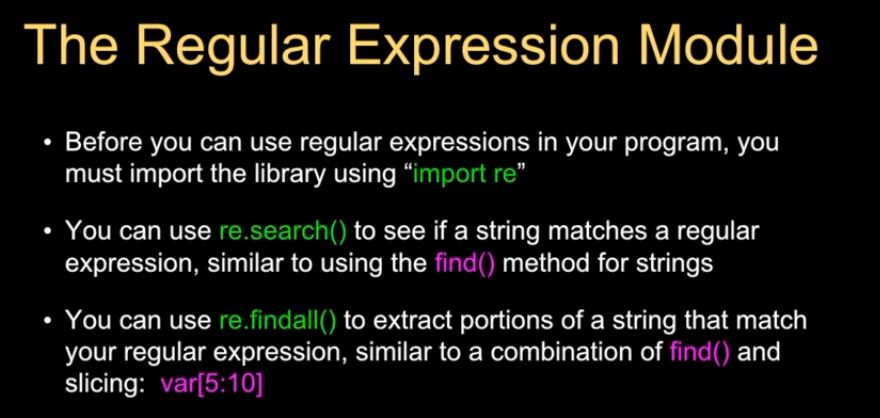 The Regular Expression Module
• Before you can use regular expressions in your program, you
must import the library using “import re”
• You can use re.search() to see if a string matches a regular
expression, similar to using the find() method for strings
• You can use re.findall() to extract portions of a string that match
your regular expression, similar to a combination of find() and
slicing: var[5:10]